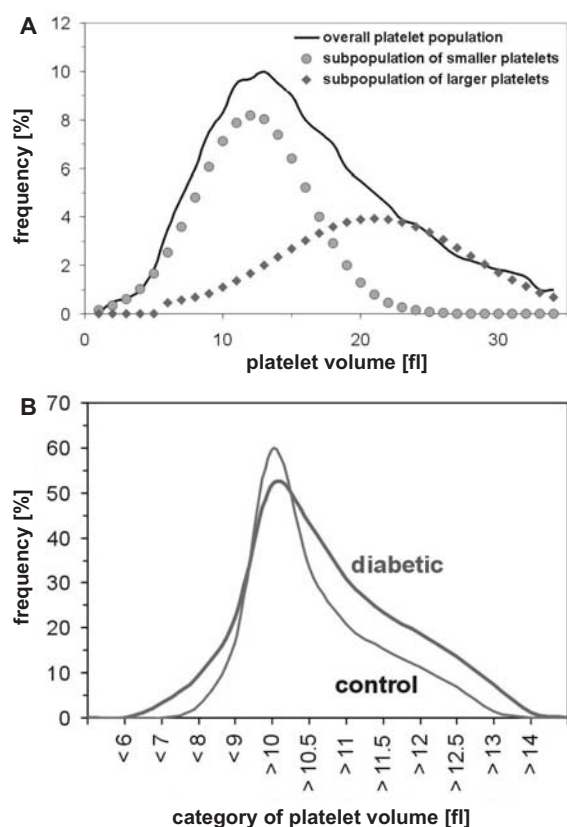 A
overall platelet population
subpopulation of smaller platelets
subpopulation of larger platelets
frequency [%]
12
10
8
6
4
2
0
0 10 20 30
platelet volume [fl]
B
frequency [%]
70
60
50
40
30
20
10
0
diabetic
control
< 6 < 7 < 8 < 9 > 10 > 10.5 > 11 > 11.5 > 12 > 12.5 > 13 > 14
category of platelet volume [fl]